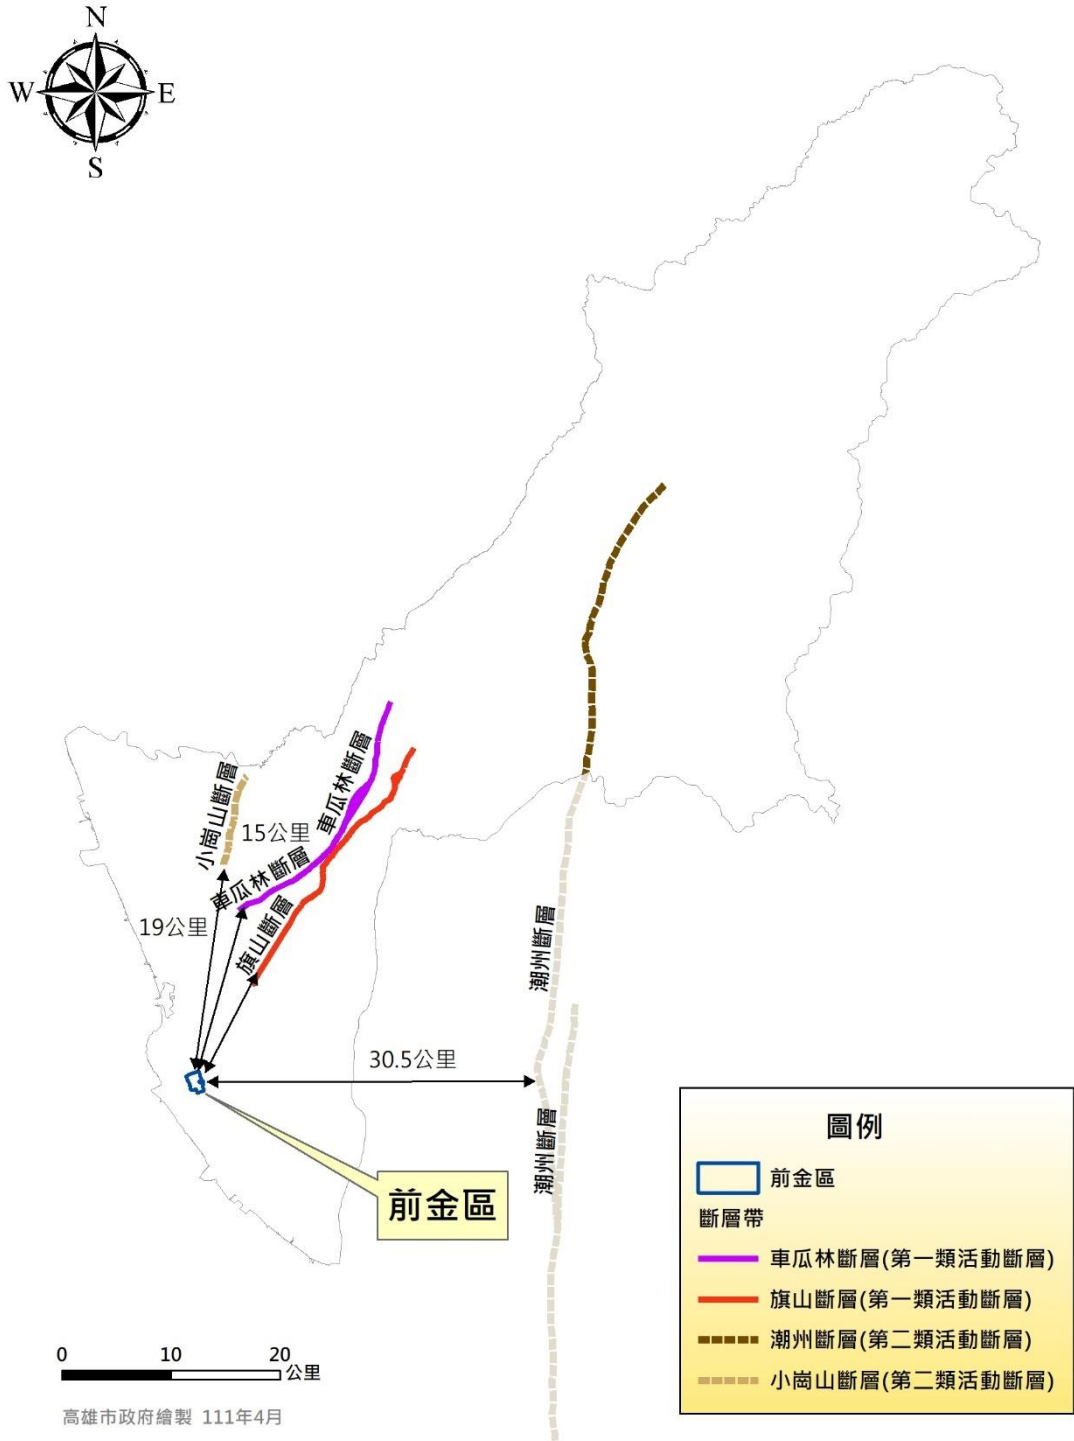 N
W
E
S
小崗山斷層
車瓜林斷層
15公里
車瓜林斷層
19公里
旗山斷層
潮州斷層
30.5公里
潮州斷層
前金區
圖例
前金區
斷層帶
車瓜林斷層(第一類活動斷層)
旗山斷層(第一類活動斷層)
潮州斷層(第二類活動斷層)
小崗山斷層(第二類活動斷層)
0 10 20
公里
高雄市政府繪製 111年4月